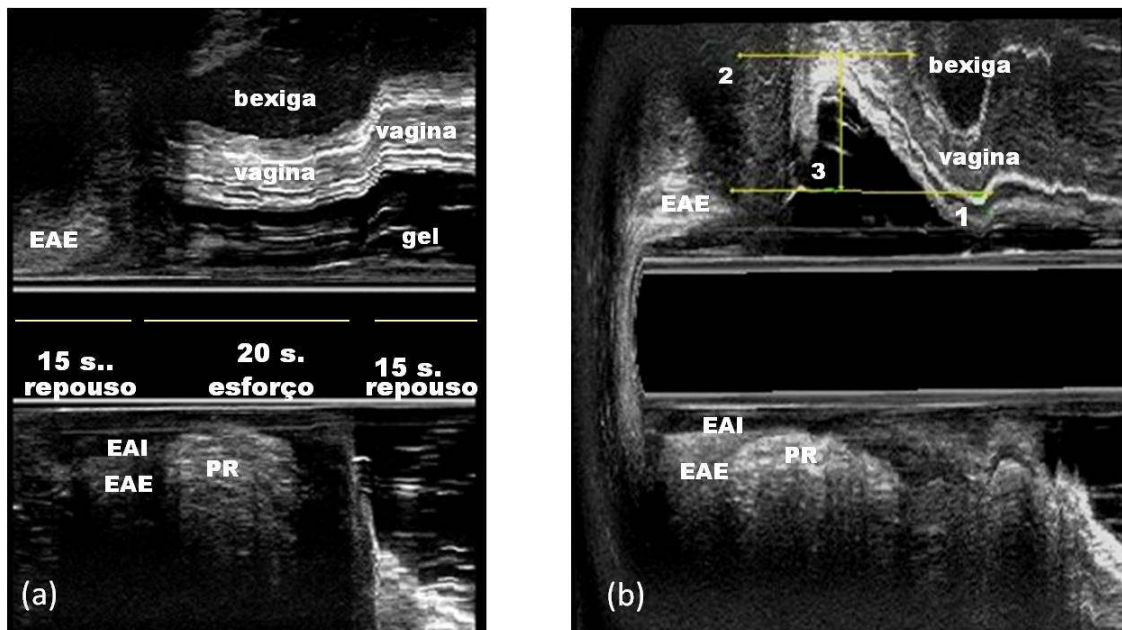 bexiga
vagina
vagina
EAE
gel
15 s..
repouso
20 s.
esforço
15 s.
repouso
EAI
EAE
PR
(a)
2
bexiga
vagina
3
EAE
1
EAI
EAE
PR
(b)